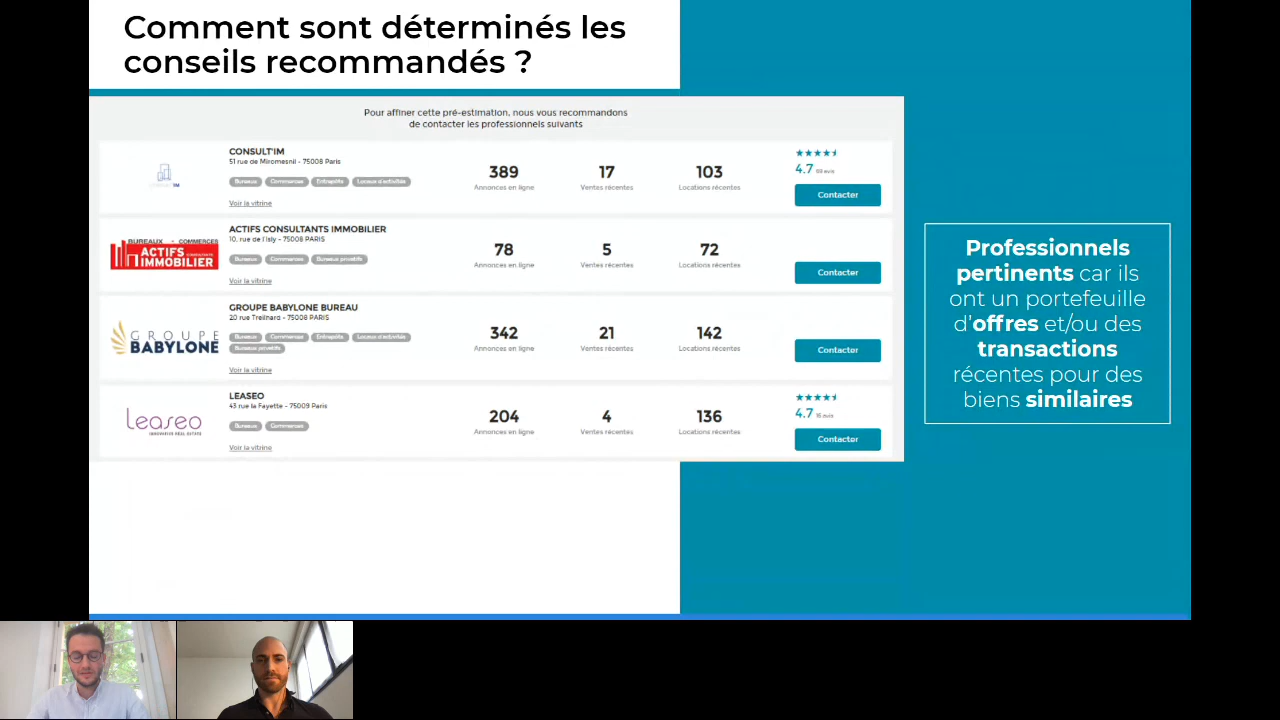 Comment sont déterminés les
conseils recommandés ?
Pour affiner cette pré-estimation, nous vous recommandons
de contacter les professionnels suivants
CONSULT'IM
51 rue de Miromesnil - 75008 Paris
Bureaux Commerces Entrepôts Locaux d'activités
Voir la vitrine
389
Annonces en ligne
17
Ventes récentes
103
Locations récentes
4.7
Contacter
BUREAUX - COMMERCES
ACTIFS
IMMOBILIER
ACTIFS CONSULTANTS IMMOBILIER
10, rue de l'Isly - 75008 PARIS
Bureaux Commerces Bureaux privatifs
Voir la vitrine
78
Annonces en ligne
5
Ventes récentes
72
Locations récentes
Contacter
GROUPE
BABYLONE
GROUPE BABYLONE BUREAU
20 rue Treilhard - 75008 PARIS
Bureaux Commerces Entrepôts Locaux d'activités
Bureaux privatifs
Voir la vitrine
342
Annonces en ligne
21
Ventes récentes
142
Locations récentes
Contacter
Leaseo
INNOVATIVE REAL ESTATE
LEASEO
43 rue la Fayette - 75009 Paris
Bureaux Commerces
Voir la vitrine
204
Annonces en ligne
4
Ventes récentes
136
Locations récentes
4.7
Contacter
Professionnels
pertinents car ils
ont un portefeuille
d'offres et/ou des
transactions
récentes pour des
biens similaires